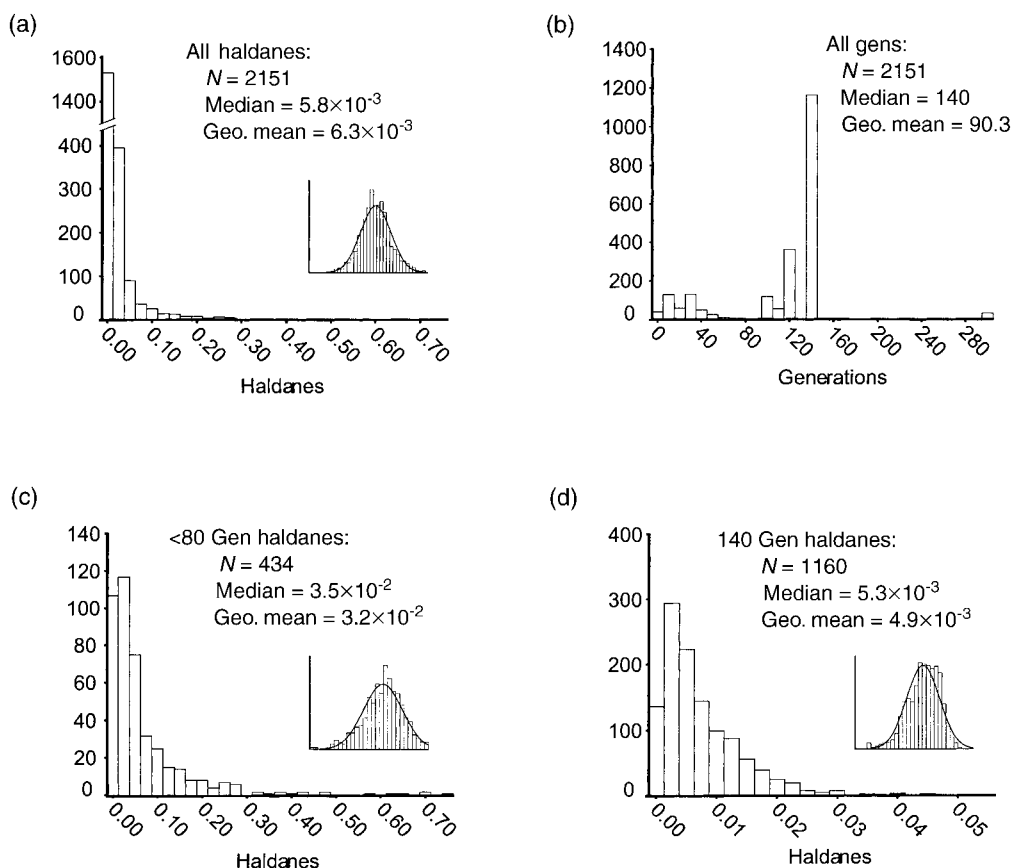 (a)
All haldanes:
N = 2151
Median = 5.8×10⁻³
Geo. mean = 6.3×10⁻³
1600
1400
400
300
200
100
0
0.00 0.10 0.20 0.30 0.40 0.50 0.60 0.70
Haldanes
(b)
All gens:
N = 2151
Median = 140
Geo. mean = 90.3
1400
1200
1000
800
600
400
200
0
0 40 80 120 160 200 240 280
Generations
(c)
<80 Gen haldanes:
N = 434
Median = 3.5×10⁻²
Geo. mean = 3.2×10⁻²
140
120
100
80
60
40
20
0
0.00 0.10 0.20 0.30 0.40 0.50 0.60 0.70
Haldanes
(d)
140 Gen haldanes:
N = 1160
Median = 5.3×10⁻³
Geo. mean = 4.9×10⁻³
400
300
200
100
0
0.00 0.01 0.02 0.03 0.04 0.05
Haldanes